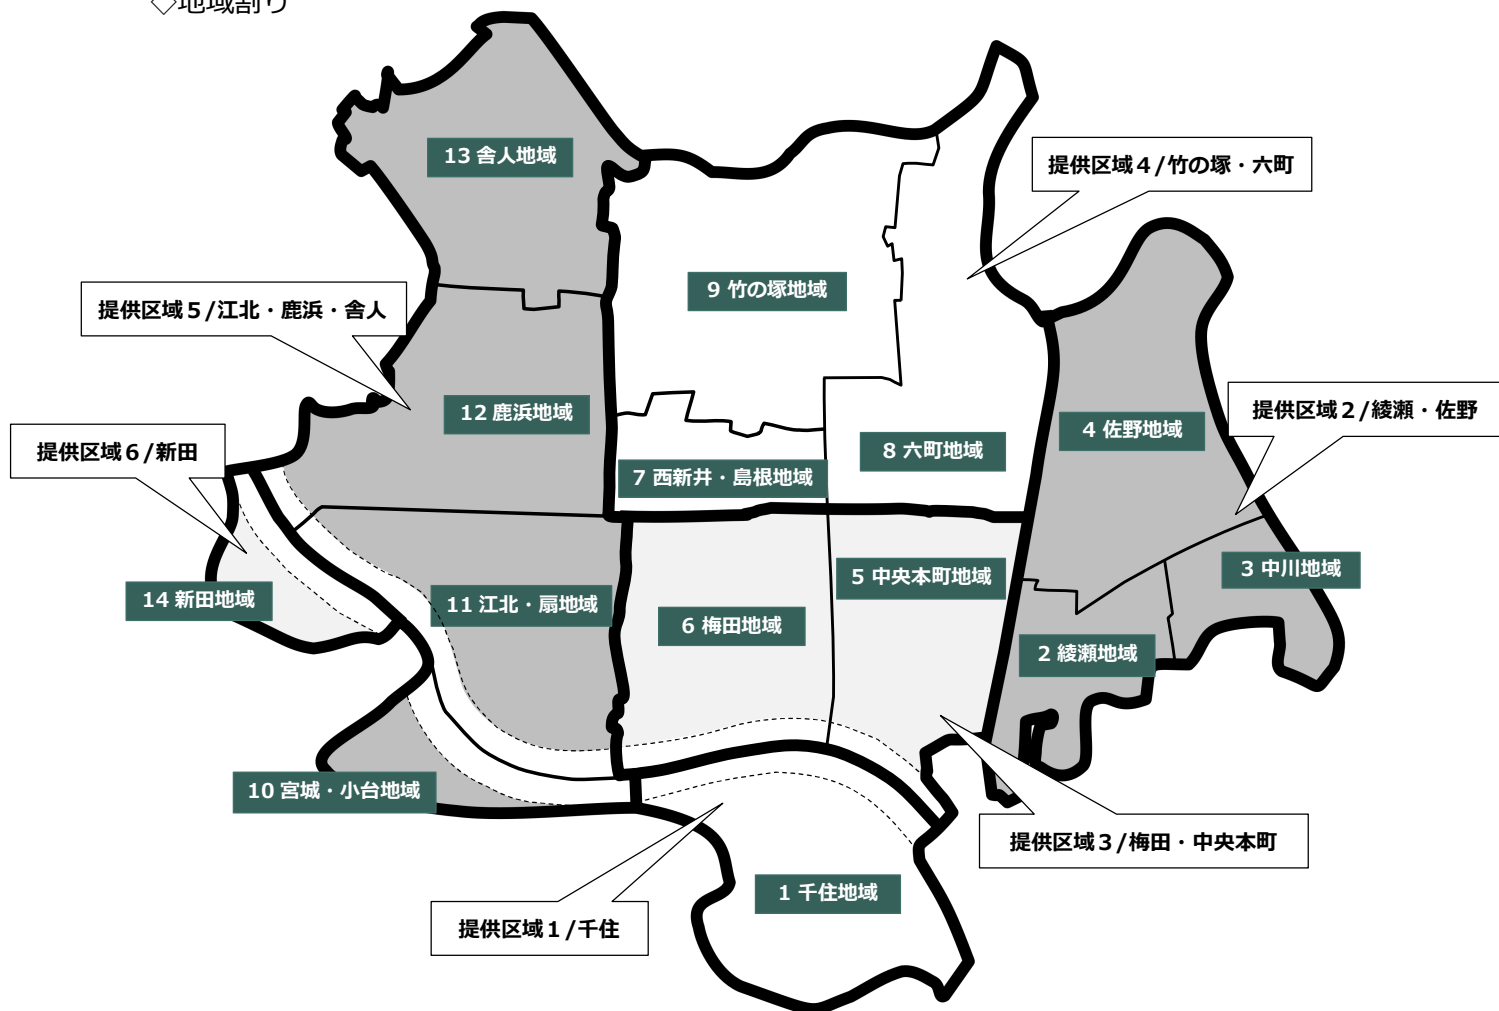 ◇地域割り
13 舎人地域
提供区域４/竹の塚・六町
9 竹の塚地域
提供区域５/江北・鹿浜・舎人
12 鹿浜地域
提供区域２/綾瀬・佐野
4 佐野地域
提供区域６/新田
8 六町地域
7 西新井・島根地域
3 中川地域
5 中央本町地域
14 新田地域
11 江北・扇地域
6 梅田地域
2 綾瀬地域
10 宮城・小台地域
提供区域３/梅田・中央本町
1 千住地域
提供区域１/千住